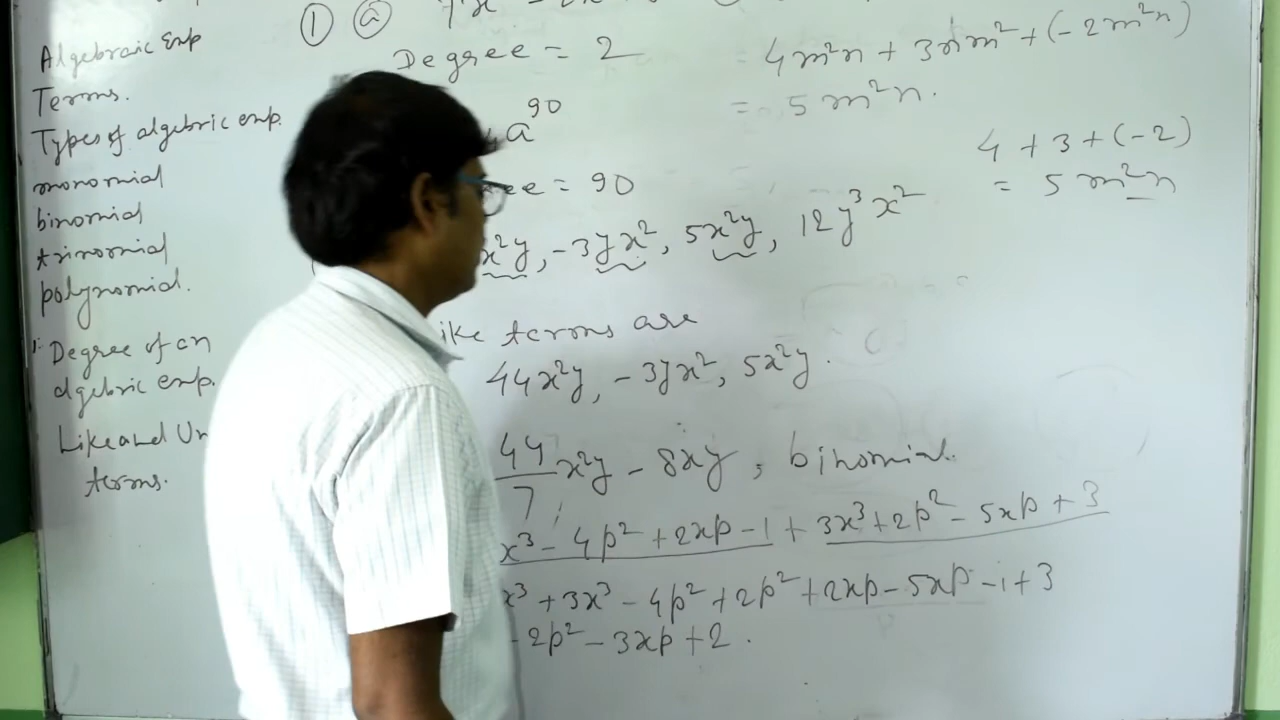 Algebraic Exp
Terms.
Types of algebric exp.
monomial
binomial
trinomial
polynomial.
Degree of an
algebric exp.
Like and Un
terms.
① ⓐ
Degree = 2
a⁹⁰
ee = 90
x²y, -3yx², 5x²y, 12y³x²
ike terms are
44x²y, -3yx², 5x²y.
44/7 x²y - 8xy, binomial.
x³ - 4p² + 2xp - 1 + 3x³ + 2p² - 5xp + 3
x³ + 3x³ - 4p² + 2p² + 2xp - 5xp - 1 + 3
- 2p² - 3xp + 2.
= 4m²n + 3nm² + (-2m²n)
= 5m²n.
4 + 3 + (-2)
= 5m²n